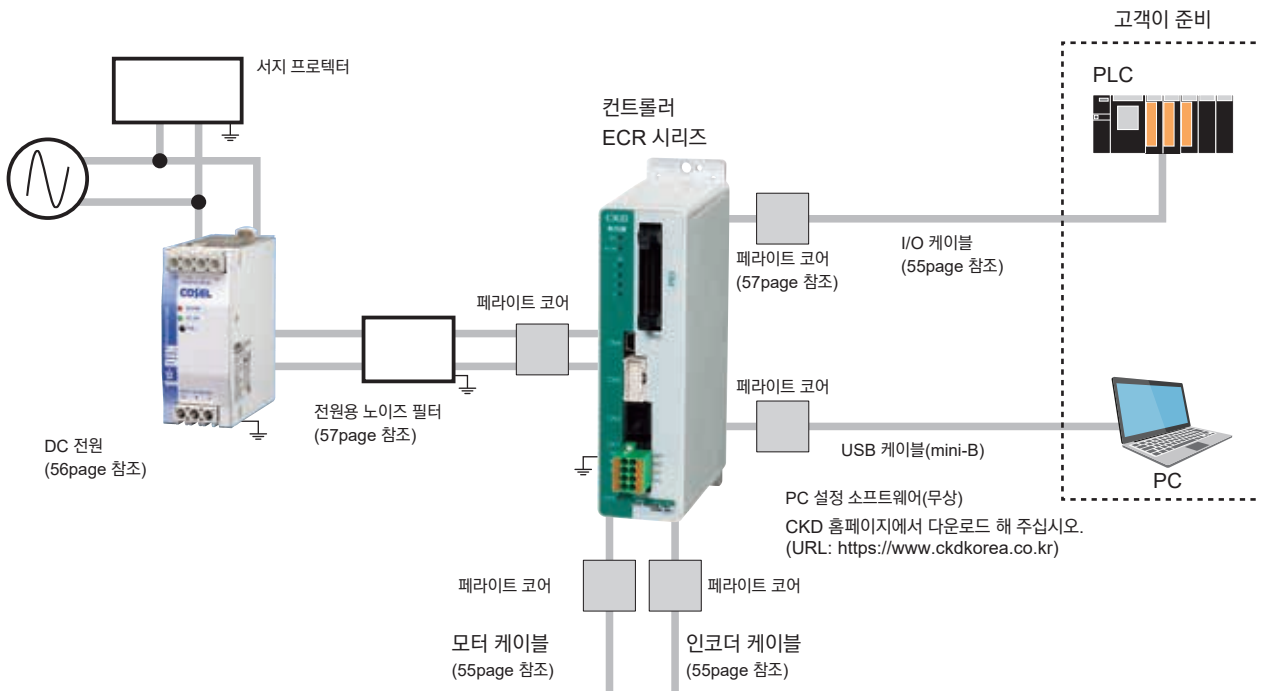 고객이 준비
서지 프로텍터
PLC
컨트롤러
ECR 시리즈
CKD
I/O 케이블
(55page 참조)
페라이트 코어
(57page 참조)
COSEL
페라이트 코어
페라이트 코어
전원용 노이즈 필터
(57page 참조)
DC 전원
(56page 참조)
USB 케이블(mini-B)
PC
PC 설정 소프트웨어(무상)
CKD 홈페이지에서 다운로드 해 주십시오.
(URL: https://www.ckdkorea.co.kr)
페라이트 코어
페라이트 코어
모터 케이블
(55page 참조)
인코더 케이블
(55page 참조)